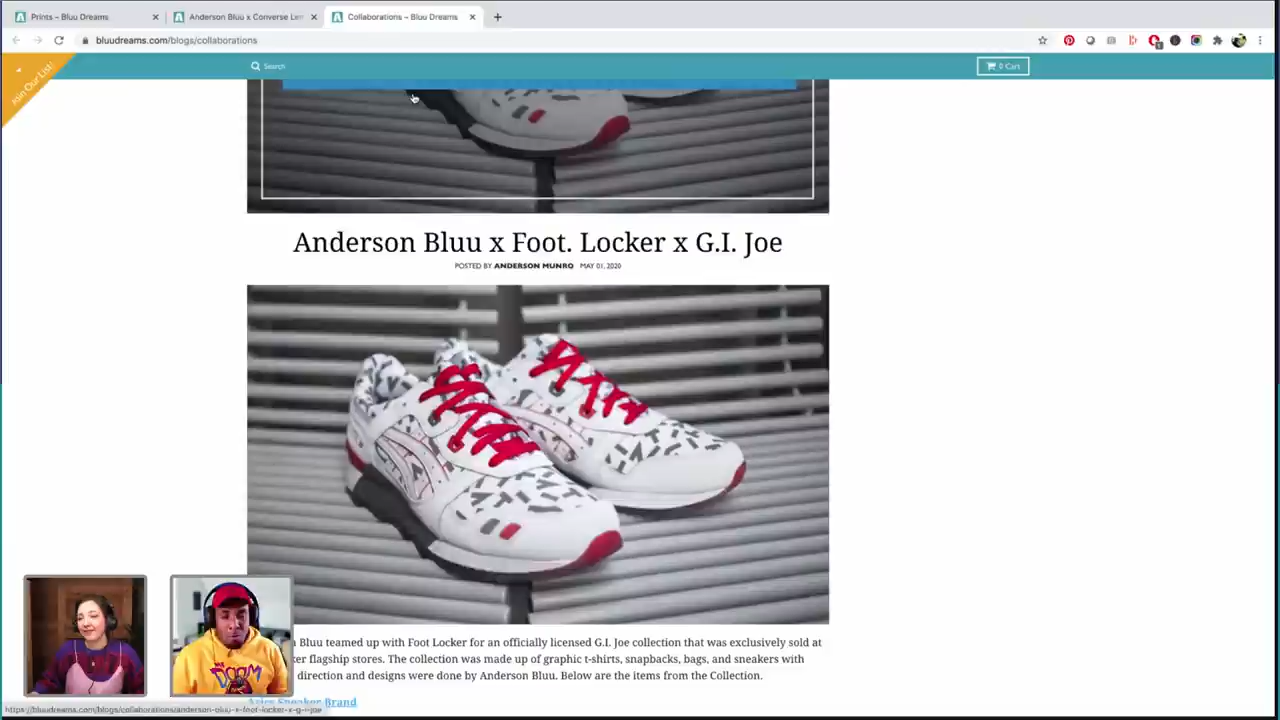 Prints – Bluu Dreams
Anderson Bluu x Converse Len
Collaborations – Bluu Dreams
bluudreams.com/blogs/collaborations
Join Our List!
Search
0 Cart
Anderson Bluu x Foot. Locker x G.I. Joe
POSTED BY ANDERSON MUNRO MAY 01, 2020
Bluu teamed up with Foot Locker for an officially licensed G.I. Joe collection that was exclusively sold at
ker flagship stores. The collection was made up of graphic t-shirts, snapbacks, bags, and sneakers with
direction and designs were done by Anderson Bluu. Below are the items from the Collection.
Asics Sneaker Brand
DOOM
https://bluudreams.com/blogs/collaborations/anderson-bluu-x-foot-locker-x-g-i-joe